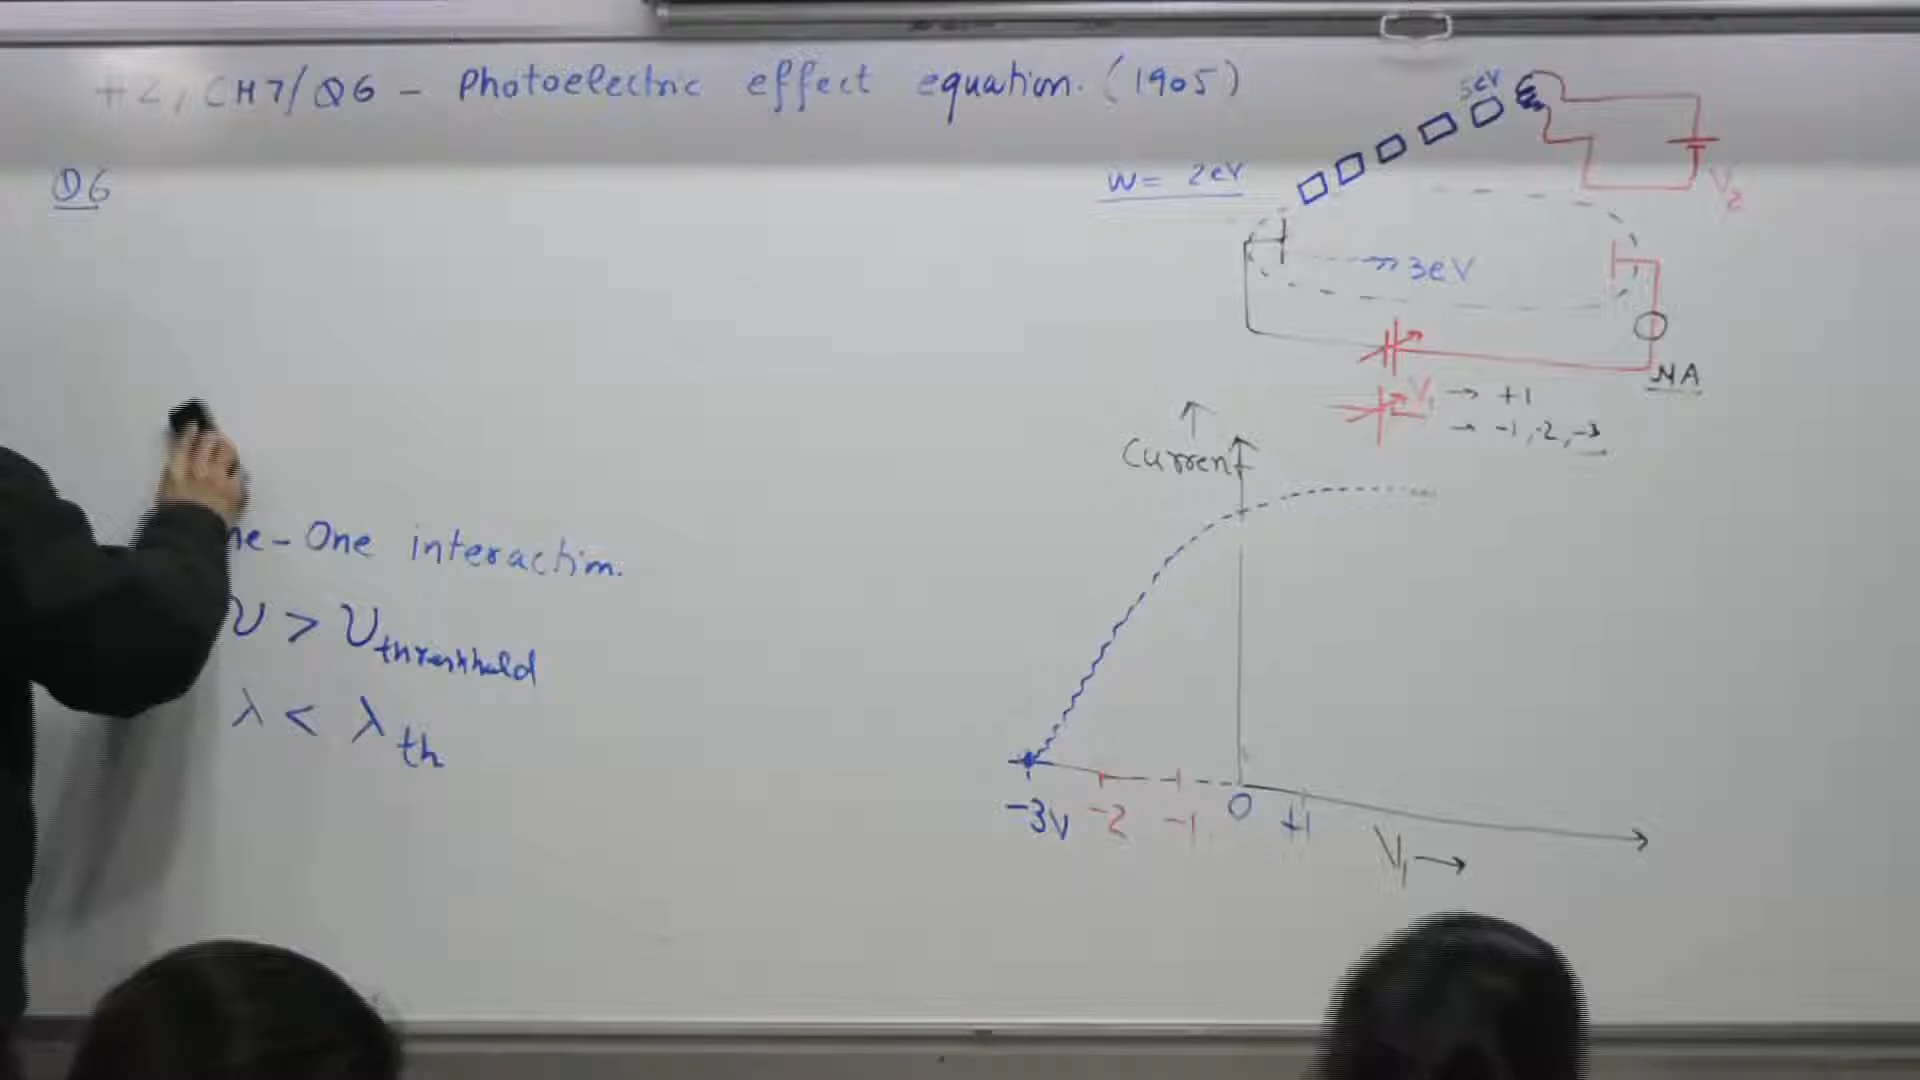 #2, CH7/Q6 - Photoelectric effect equation. (1905)
Q6
ne-One interaction.
υ > υ threshhold
λ < λ th
5eV
W = 2eV
V2
3eV
MA
V1 → +1
→ -1, -2, -3
Current
-3V -2 -1 0 +1
V1 →